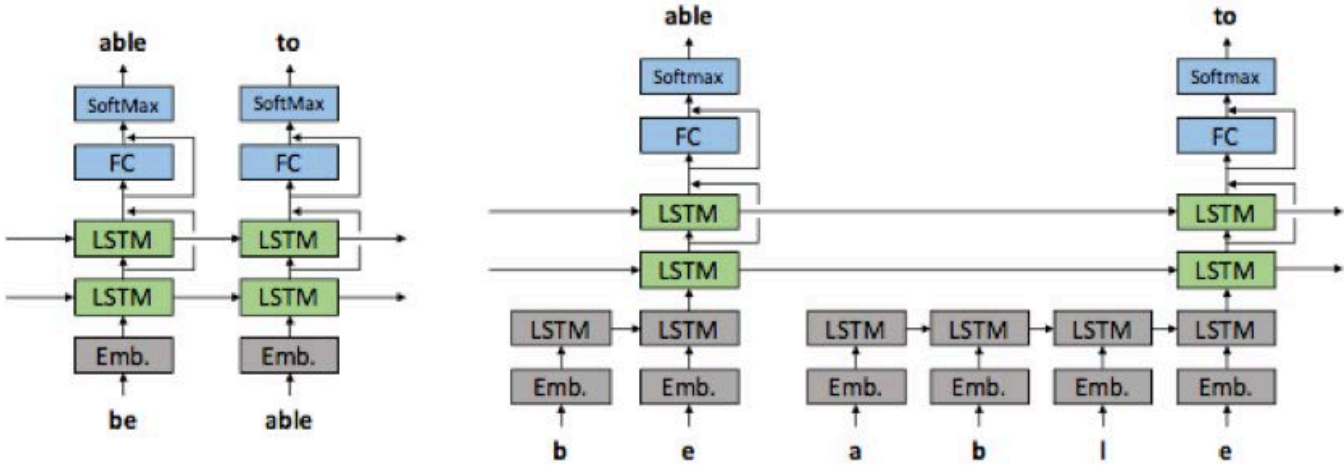 able to
SoftMax SoftMax
FC FC
LSTM LSTM
LSTM LSTM
Emb. Emb.
be able
able to
Softmax Softmax
FC FC
LSTM LSTM
LSTM LSTM
LSTM LSTM LSTM LSTM LSTM LSTM
Emb. Emb. Emb. Emb. Emb. Emb.
b e a b l e